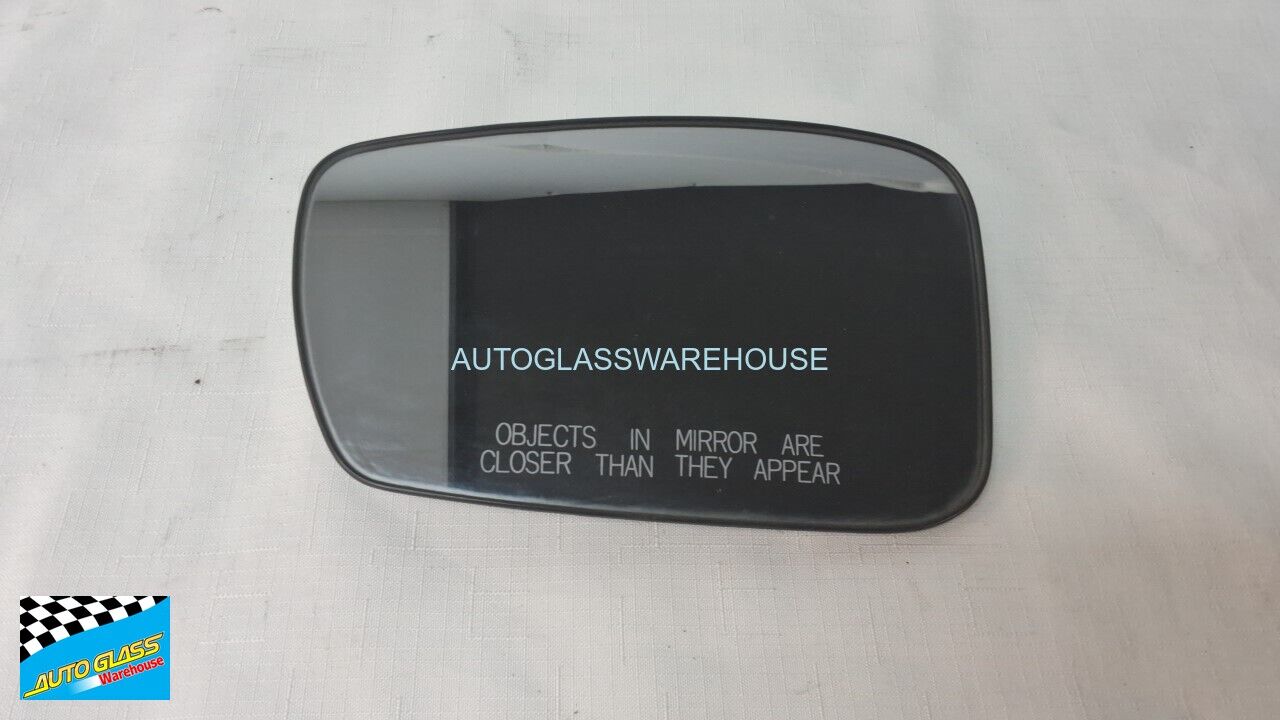 AUTOGLASSWAREHOUSE
OBJECTS IN MIRROR ARE
CLOSER THAN THEY APPEAR
AUTO GLASS
Warehouse